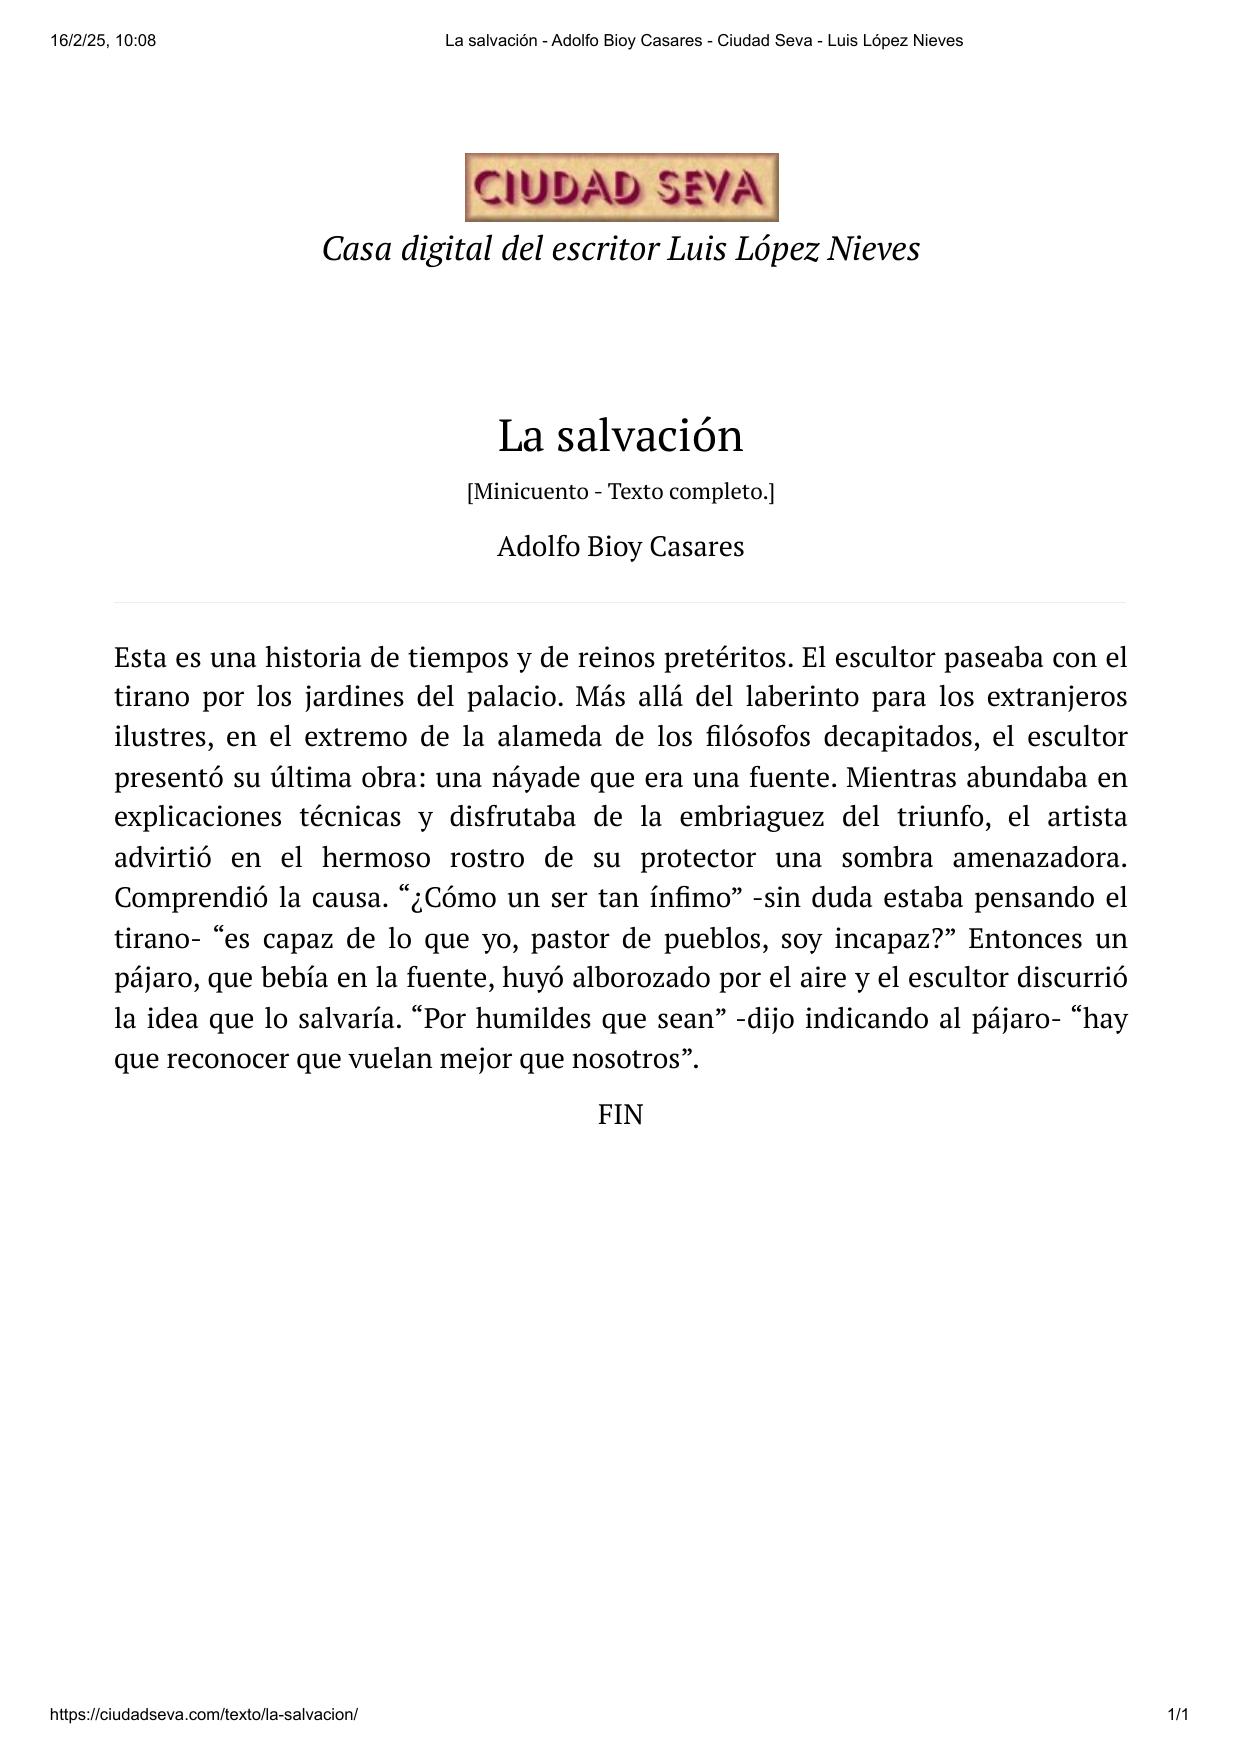 16/2/25, 10:08
La salvación - Adolfo Bioy Casares - Ciudad Seva - Luis López Nieves
CIUDAD SEVA
Casa digital del escritor Luis López Nieves
La salvación
[Minicuento - Texto completo.]
Adolfo Bioy Casares
Esta es una historia de tiempos y de reinos pretéritos. El escultor paseaba con el
tirano por los jardines del palacio. Más allá del laberinto para los extranjeros
ilustres, en el extremo de la alameda de los filósofos decapitados, el escultor
presentó su última obra: una náyade que era una fuente. Mientras abundaba en
explicaciones técnicas y disfrutaba de la embriaguez del triunfo, el artista
advirtió en el hermoso rostro de su protector una sombra amenazadora.
Comprendió la causa. “¿Cómo un ser tan ínfimo” -sin duda estaba pensando el
tirano- “es capaz de lo que yo, pastor de pueblos, soy incapaz?” Entonces un
pájaro, que bebía en la fuente, huyó alborozado por el aire y el escultor discurrió
la idea que lo salvaría. “Por humildes que sean” -dijo indicando al pájaro- “hay
que reconocer que vuelan mejor que nosotros”.
FIN
https://ciudadseva.com/texto/la-salvacion/
1/1